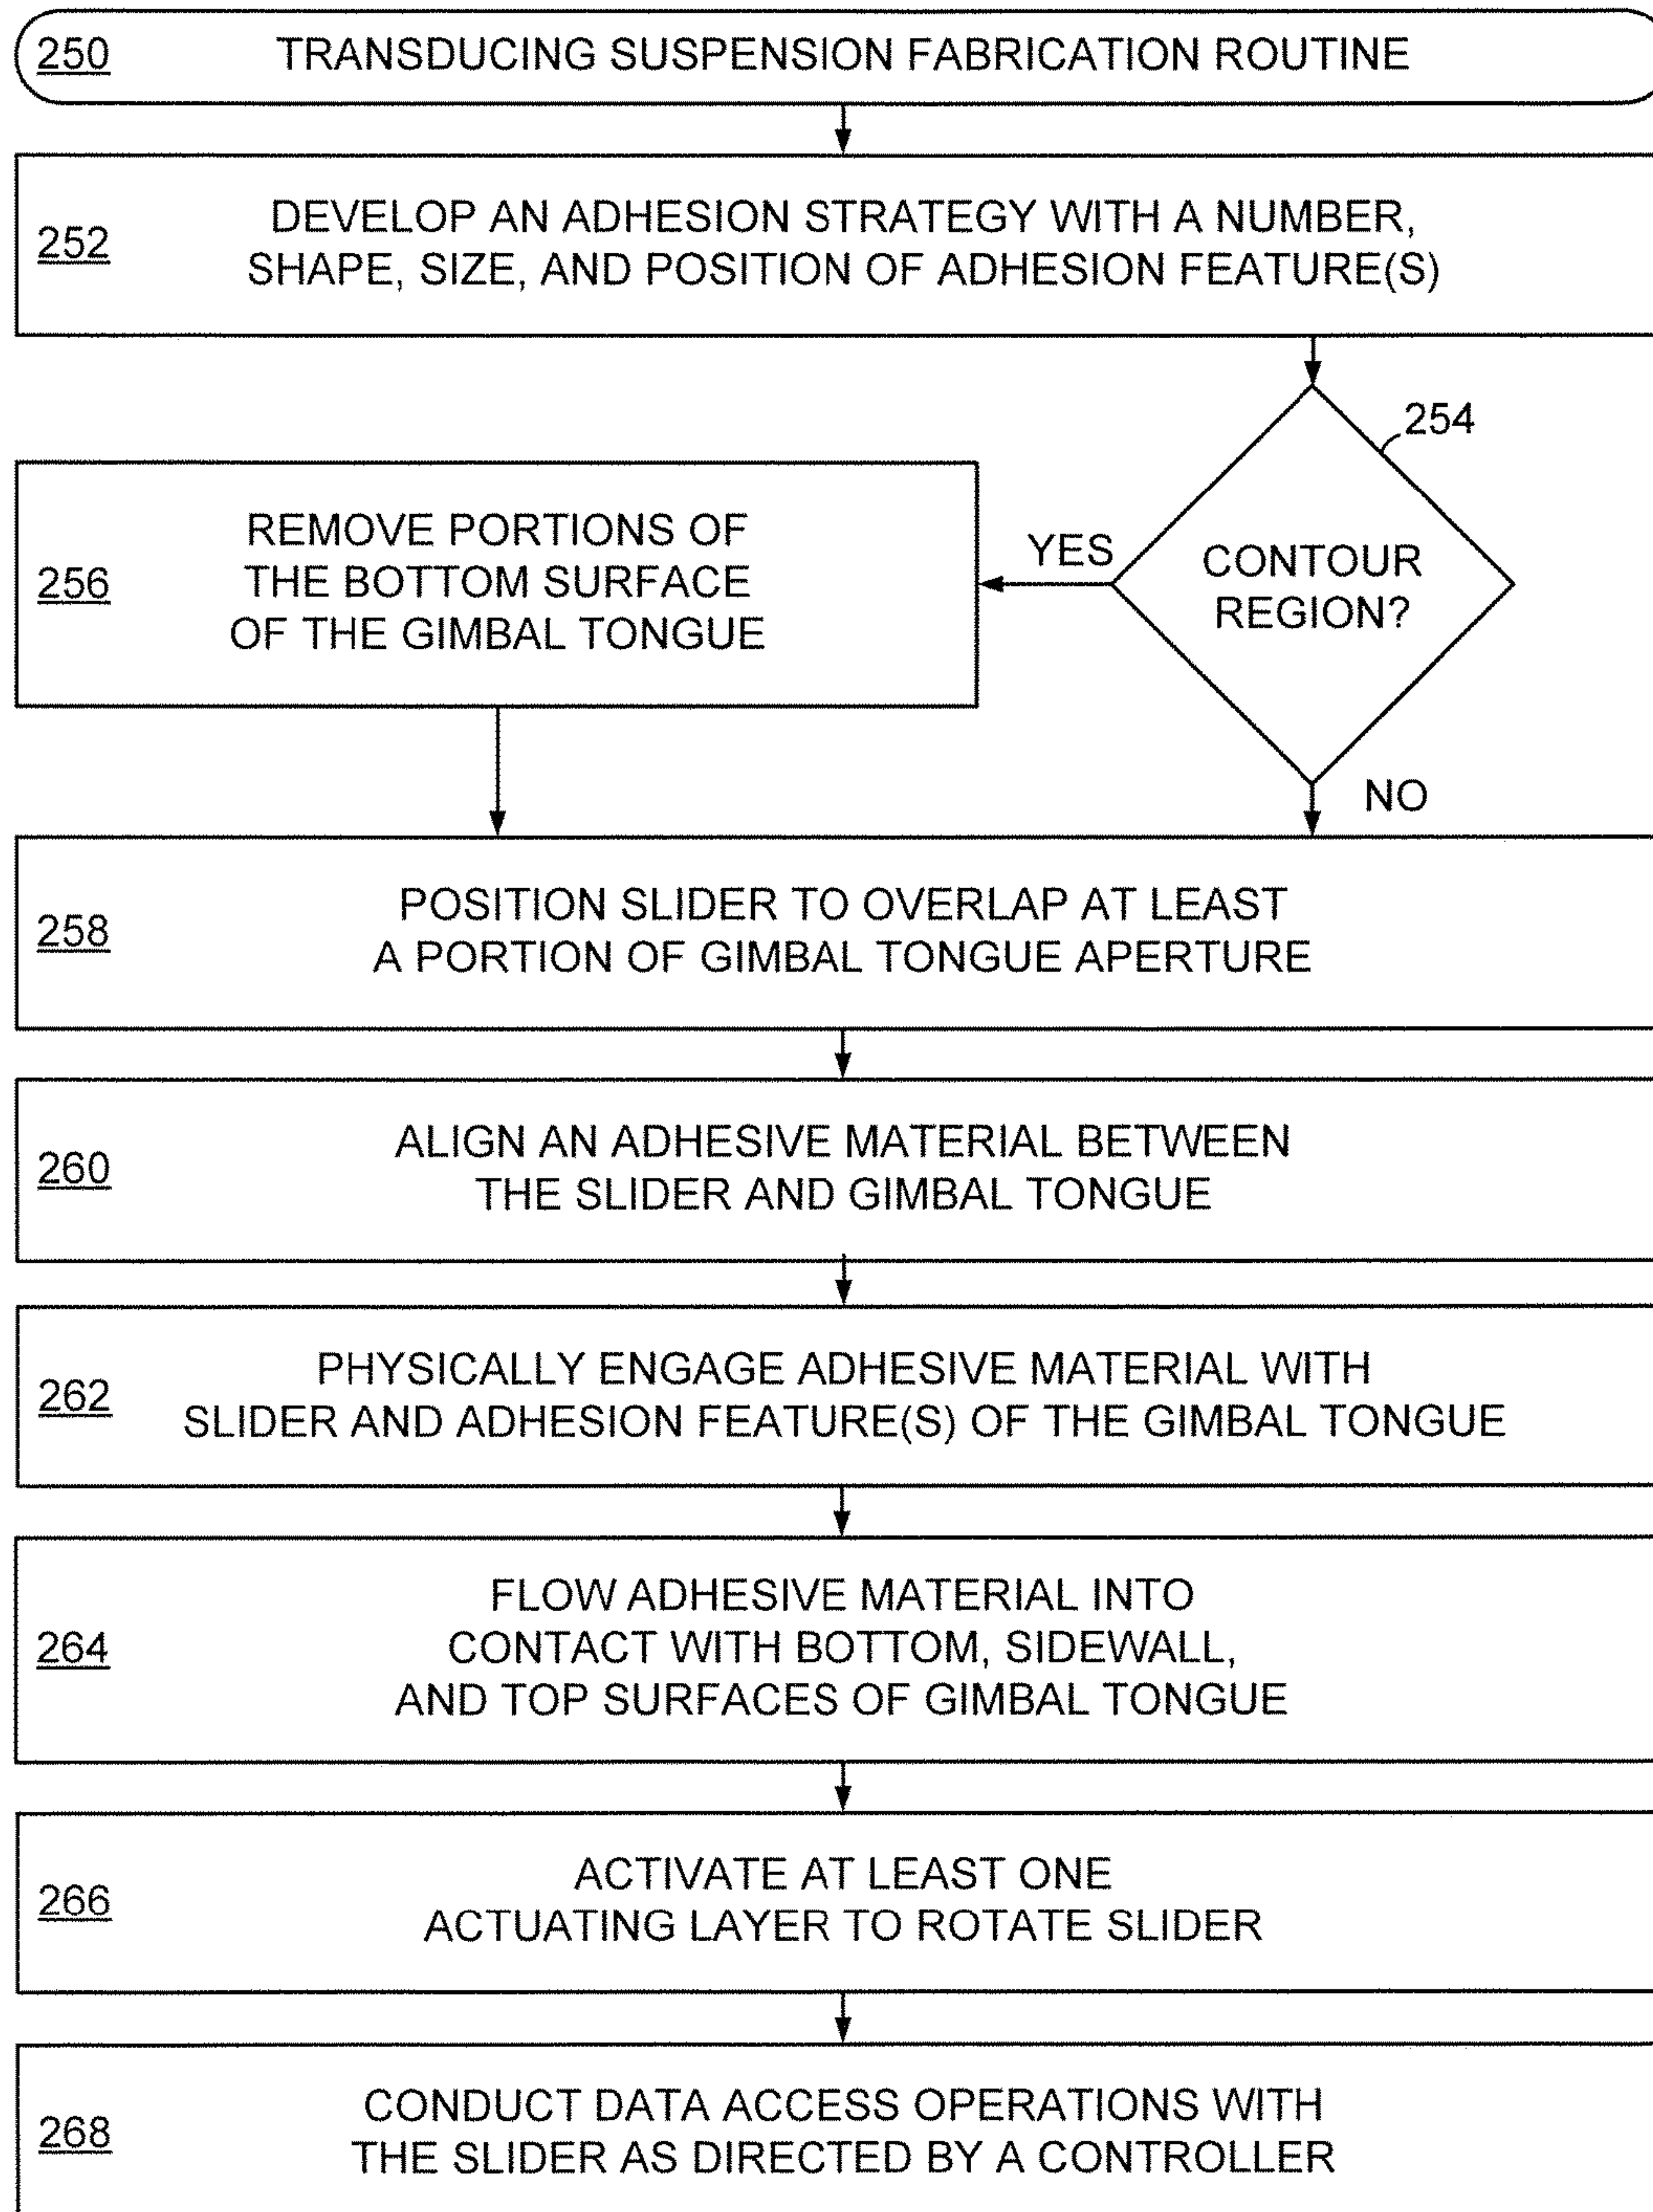 250 TRANSDUCING SUSPENSION FABRICATION ROUTINE
252
DEVELOP AN ADHESION STRATEGY WITH A NUMBER,
SHAPE, SIZE, AND POSITION OF ADHESION FEATURE(S)
254
CONTOUR
REGION?
YES
NO
256
REMOVE PORTIONS OF
THE BOTTOM SURFACE
OF THE GIMBAL TONGUE
258
POSITION SLIDER TO OVERLAP AT LEAST
A PORTION OF GIMBAL TONGUE APERTURE
260
ALIGN AN ADHESIVE MATERIAL BETWEEN
THE SLIDER AND GIMBAL TONGUE
262
PHYSICALLY ENGAGE ADHESIVE MATERIAL WITH
SLIDER AND ADHESION FEATURE(S) OF THE GIMBAL TONGUE
264
FLOW ADHESIVE MATERIAL INTO
CONTACT WITH BOTTOM, SIDEWALL,
AND TOP SURFACES OF GIMBAL TONGUE
266
ACTIVATE AT LEAST ONE
ACTUATING LAYER TO ROTATE SLIDER
268
CONDUCT DATA ACCESS OPERATIONS WITH
THE SLIDER AS DIRECTED BY A CONTROLLER